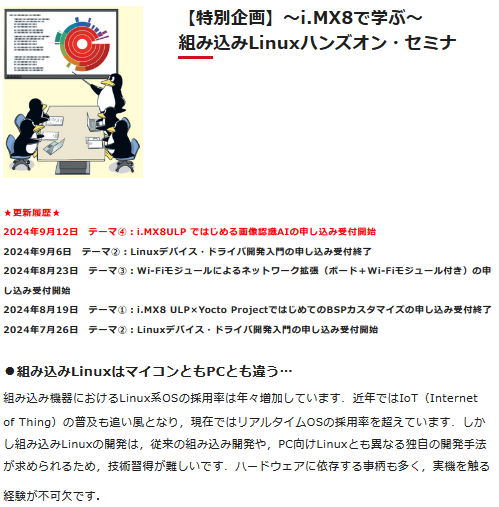 【特別企画】～i.MX8で学ぶ～
組み込みLinuxハンズオン・セミナ
★更新履歴★
2024年9月12日　テーマ④：i.MX8ULP ではじめる画像認識AIの申し込み受付開始
2024年9月6日　テーマ②：Linuxデバイス・ドライバ開発入門の申し込み受付終了
2024年8月23日　テーマ③：Wi-Fiモジュールによるネットワーク拡張（ボード＋Wi-Fiモジュール付き）の申
し込み受付開始
2024年8月19日　テーマ①：i.MX8 ULP×Yocto ProjectではじめてのBSPカスタマイズの申し込み受付終了
2024年7月26日　テーマ②：Linuxデバイス・ドライバ開発入門の申し込み受付開始
●組み込みLinuxはマイコンともPCとも違う…
組み込み機器におけるLinux系OSの採用率は年々増加しています．近年ではIoT（Internet
of Thing）の普及も追い風となり，現在ではリアルタイムOSの採用率を超えています．しか
し組み込みLinuxの開発は，従来の組み込み開発や，PC向けLinuxとも異なる独自の開発手法
が求められるため，技術習得が難しいです．ハードウェアに依存する事柄も多く，実機を触る
経験が不可欠です．